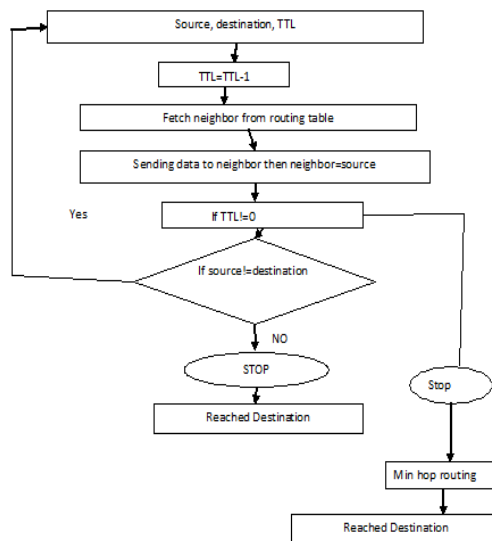 Source, destination, TTL
TTL=TTL-1
Fetch neighbor from routing table
Sending data to neighbor then neighbor=source
Yes
If TTL!=0
If source!=destination
NO
STOP
Stop
Reached Destination
Min hop routing
Reached Destination